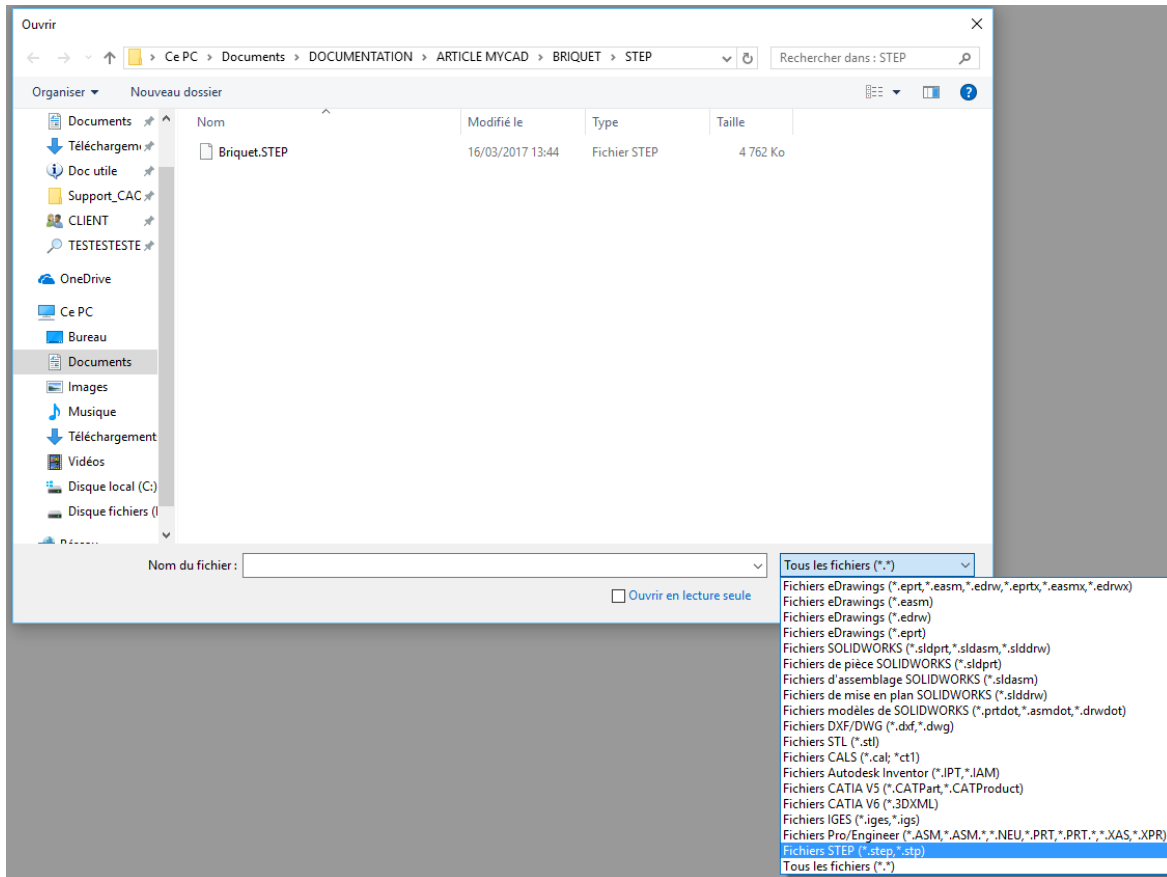 Ouvrir
Ce PC > Documents > DOCUMENTATION > ARTICLE MYCAD > BRIQUET > STEP
Rechercher dans : STEP
Organiser
Nouveau dossier
Documents
Téléchargem
Doc utile
Support_CAC
CLIENT
TESTESTESTE
OneDrive
Ce PC
Bureau
Documents
Images
Musique
Téléchargement
Vidéos
Disque local (C:)
Disque fichiers (
Nom
Modifié le
Type
Taille
Briquet.STEP
16/03/2017 13:44
Fichier STEP
4 762 Ko
Nom du fichier :
Tous les fichiers (*.*)
Ouvrir en lecture seule
Fichiers eDrawings (*.eprt,*.easm,*.edrw,*.eprtx,*.easmx,*.edrwx)
Fichiers eDrawings (*.easm)
Fichiers eDrawings (*.edrw)
Fichiers eDrawings (*.eprt)
Fichiers SOLIDWORKS (*.sldprt,*.sldasm,*.slddrw)
Fichiers de pièce SOLIDWORKS (*.sldprt)
Fichiers d'assemblage SOLIDWORKS (*.sldasm)
Fichiers de mise en plan SOLIDWORKS (*.slddrw)
Fichiers modèles de SOLIDWORKS (*.prtdot,*.asmdot,*.drwdot)
Fichiers DXF/DWG (*.dxf,*.dwg)
Fichiers STL (*.stl)
Fichiers CALS (*.cal; *ct1)
Fichiers Autodesk Inventor (*.IPT,*.IAM)
Fichiers CATIA V5 (*.CATPart,*.CATProduct)
Fichiers CATIA V6 (*.3DXML)
Fichiers IGES (*.iges,*.igs)
Fichiers Pro/Engineer (*.ASM,*.ASM.*,*.NEU,*.PRT,*.PRT.*,*.XAS,*.XPR)
Fichiers STEP (*.step,*.stp)
Tous les fichiers (*.*)